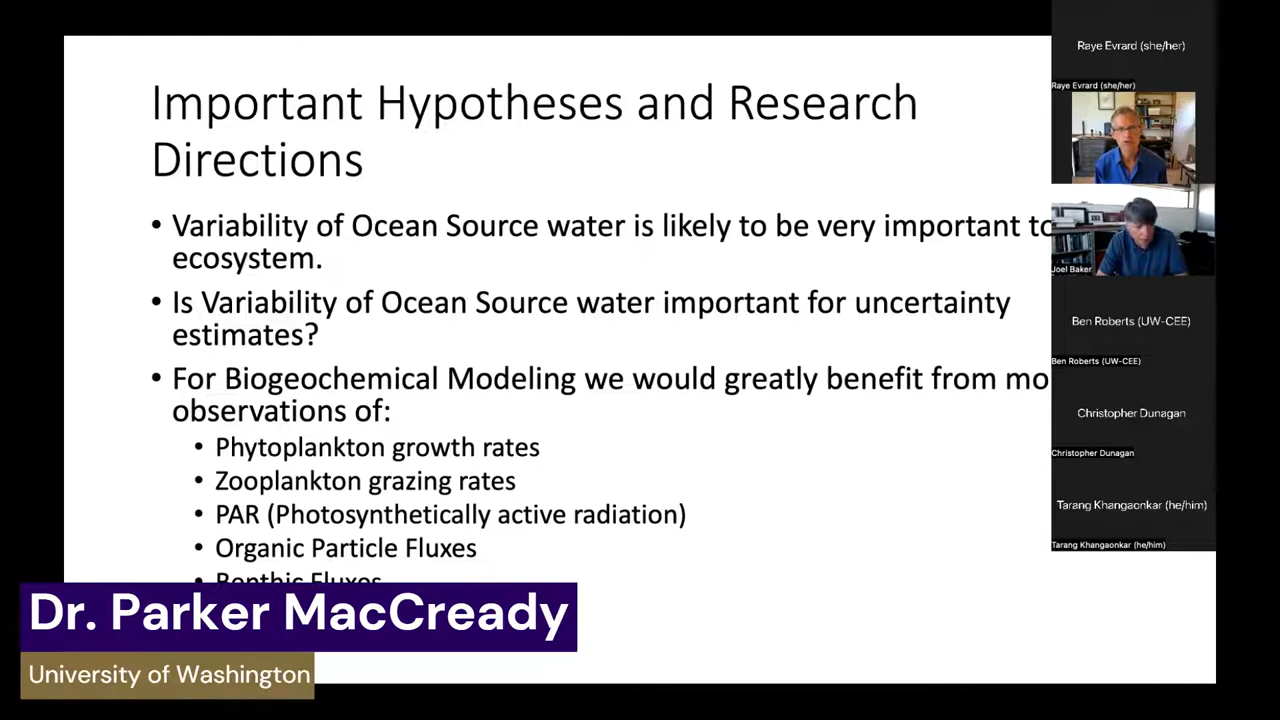 Important Hypotheses and Research
Directions
• Variability of Ocean Source water is likely to be very important to
ecosystem.
• Is Variability of Ocean Source water important for uncertainty
estimates?
• For Biogeochemical Modeling we would greatly benefit from mo
observations of:
• Phytoplankton growth rates
• Zooplankton grazing rates
• PAR (Photosynthetically active radiation)
• Organic Particle Fluxes
• Benthic Fluxes
Dr. Parker MacCready
University of Washington
Raye Evrard (she/her)
Raye Evrard (she/her)
Joel Baker
Ben Roberts (UW-CEE)
Ben Roberts (UW-CEE)
Christopher Dunagan
Christopher Dunagan
Tarang Khangaonkar (he/him)
Tarang Khangaonkar (he/him)